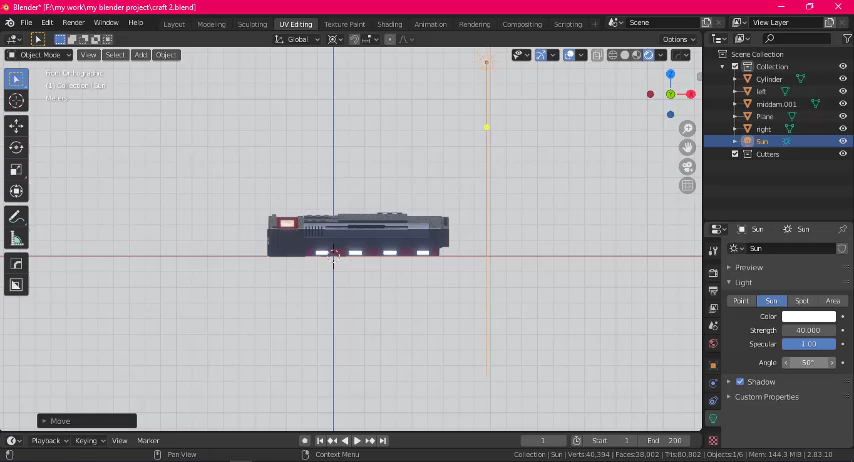 Blender* [F:\my work\my blender project\craft 2.blend]
File Edit Render Window Help Layout Modeling Sculpting UV Editing Texture Paint Shading Animation Rendering Compositing Scripting + Scene View Layer
Global Options
Object Mode View Select Add Object
Front Orthographic
(1) Collection | Sun
Meters
Z
X
Y
Scene Collection
Collection
Cylinder
left
middam.001
Plane
right
Sun
Cutters
Sun Sun
Sun
Preview
Light
Point Sun Spot Area
Color
Strength 40.000
Specular 1.00
Angle 50°
Shadow
Custom Properties
Move
Playback Keying View Marker 1 Start 1 End 200
Pan View Context Menu Collection | Sun | Verts:40,394 | Faces:38,002 | Tris:80,802 | Objects:1/6 | Mem: 144.3 MiB | 2.83.10